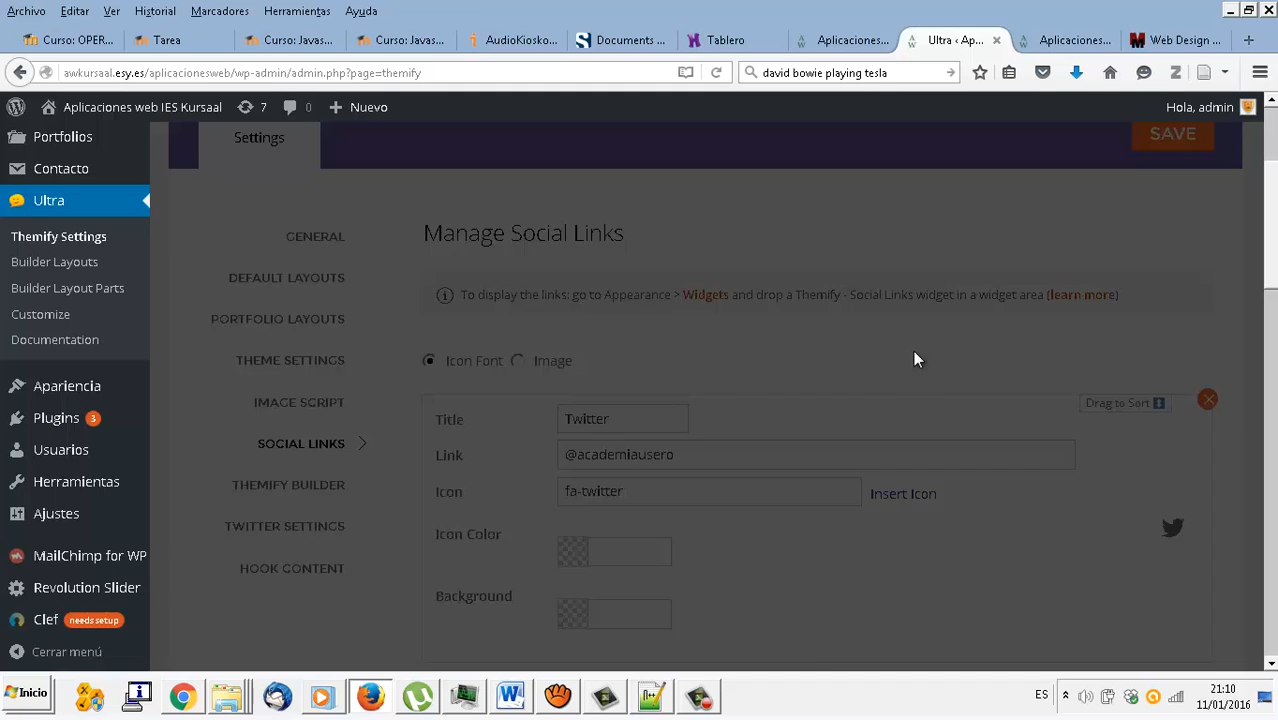 Archivo Editar Ver Historial Marcadores Herramientas Ayuda
Curso: OPER... Tarea Curso: Javas... Curso: Javas... AudioKiosko... Documents ... Tablero Aplicaciones... Ultra ‹ Ap... Aplicaciones... Web Design ...
awkursaal.esy.es/aplicacionesweb/wp-admin/admin.php?page=themify david bowie playing tesla
Aplicaciones web IES Kursaal 7 0 Nuevo Hola, admin
Portfolios
Contacto
Ultra
Themify Settings
Builder Layouts
Builder Layout Parts
Customize
Documentation
Apariencia
Plugins 3
Usuarios
Herramientas
Ajustes
MailChimp for WP
Revolution Slider
Clef needs setup
Cerrar menú
Settings SAVE
GENERAL
DEFAULT LAYOUTS
PORTFOLIO LAYOUTS
THEME SETTINGS
IMAGE SCRIPT
SOCIAL LINKS
THEMIFY BUILDER
TWITTER SETTINGS
HOOK CONTENT
Manage Social Links
To display the links: go to Appearance > Widgets and drop a Themify - Social Links widget in a widget area (learn more)
Icon Font Image
Drag to Sort
Title Twitter
Link @academiausero
Icon fa-twitter Insert Icon
Icon Color
Background
Inicio ES 21:10
11/01/2016